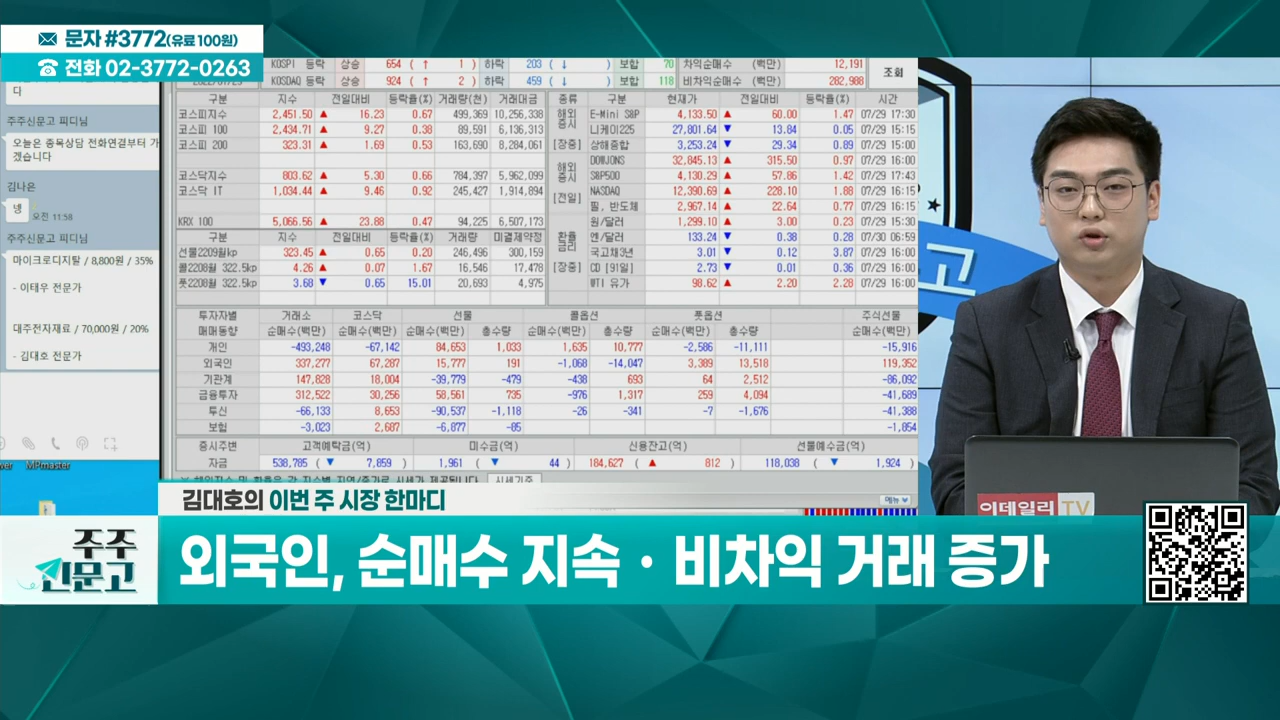 문자 #3772(유료 100원)
전화 02-3772-0263
다
주주신문고 피디님
오늘은 종목상담 전화연결부터 가
겠습니다
김나은
넹
오전 11:58
주주신문고 피디님
마이크로디지탈 / 8,800원 / 35%
- 이태우 전문가
대주전자재료 / 70,000원 / 20%
- 김대호 전문가
MPmaster
KOSPI 등락 상승 654 ( ↑ 1 ) 하락 203 ( ↓ ) 보합 70 차익순매수 (백만) 12,191
KOSDAQ 등락 상승 924 ( ↑ 2 ) 하락 459 ( ↓ ) 보합 118 비차익순매수 (백만) 282,988
조회
구분 지수 전일대비 등락률(%) 거래량(천) 거래대금
코스피지수 2,451.50 ▲ 16.23 0.67 499,369 10,256,338
코스피 100 2,434.71 ▲ 9.27 0.38 89,591 6,136,313
코스피 200 323.31 ▲ 1.69 0.53 163,690 8,284,061
코스닥지수 803.62 ▲ 5.30 0.66 784,397 5,962,099
코스닥 IT 1,034.44 ▲ 9.46 0.92 245,427 1,914,894
KRX 100 5,066.56 ▲ 23.88 0.47 94,225 6,507,173
구분 지수 전일대비 등락률(%) 거래량 미결제약정
선물2209월kp 323.45 ▲ 0.65 0.20 246,496 300,159
콜2208월 322.5kp 4.26 ▲ 0.07 1.67 16,546 17,478
풋2208월 322.5kp 3.68 ▼ 0.65 15.01 20,693 4,975
종류 구분 현재가 전일대비 등락률(%) 시간
해외
증시
[장중]
E-Mini S&P 4,133.50 ▲ 60.00 1.47 07/29 17:30
니케이225 27,801.64 ▼ 13.84 0.05 07/29 15:15
상해종합 3,253.24 ▼ 29.34 0.89 07/29 15:00
해외
증시
[전일]
DOWJONS 32,845.13 ▲ 315.50 0.97 07/29 16:00
S&P500 4,130.29 ▲ 57.86 1.42 07/29 17:43
NASDAQ 12,390.69 ▲ 228.10 1.88 07/29 16:15
필, 반도체 2,967.14 ▲ 22.64 0.77 07/29 16:15
환율
금리
[장중]
원/달러 1,299.10 ▲ 3.00 0.23 07/29 15:30
엔/달러 133.24 ▼ 0.38 0.28 07/30 06:59
국고채3년 3.01 ▼ 0.12 3.87 07/29 16:00
CD [91일] 2.73 ▼ 0.01 0.36 07/29 16:00
WTI 유가 98.62 ▲ 2.20 2.28 07/29 16:00
투자자별 거래소 코스닥 선물 콜옵션 풋옵션 주식선물
매매동향 순매수(백만) 순매수(백만) 순매수(백만) 총수량 순매수(백만) 총수량 순매수(백만) 총수량 순매수(백만)
개인 -493,248 -67,142 84,653 1,033 1,635 10,777 -2,586 -11,111 -15,916
외국인 337,277 67,287 15,777 191 -1,068 -14,047 3,389 13,518 119,352
기관계 147,828 18,004 -39,779 -479 -438 693 64 2,512 -86,092
금융투자 312,522 30,256 58,561 735 -976 1,317 259 4,094 -41,689
투신 -66,133 8,653 -90,537 -1,118 -26 -341 -7 -1,676 -41,388
보험 -3,023 2,687 -6,877 -85 -1,854
증시주변 고객예탁금(억) 미수금(억) 신용잔고(억) 선물예수금(억)
자금 538,785 ( ▼ 7,859 ) 1,961 ( ▼ 44 ) 184,627 ( ▲ 812 ) 118,038 ( ▼ 1,924 )
시세기준
메뉴
고
이데일리 TV
김대호의 이번 주 시장 한마디
주주
신문고
외국인, 순매수 지속 · 비차익 거래 증가